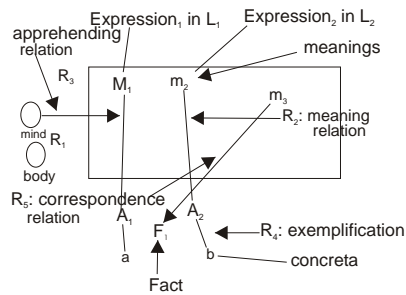 Expression₁ in L₁
Expression₂ in L₂
apprehending
relation
meanings
R₃
M₁
m₂
m₃
mind
R₁
R₂: meaning
relation
body
R₅: correspondence
relation
A₁
A₂
F₁
R₄: exemplification
a
b
concreta
Fact